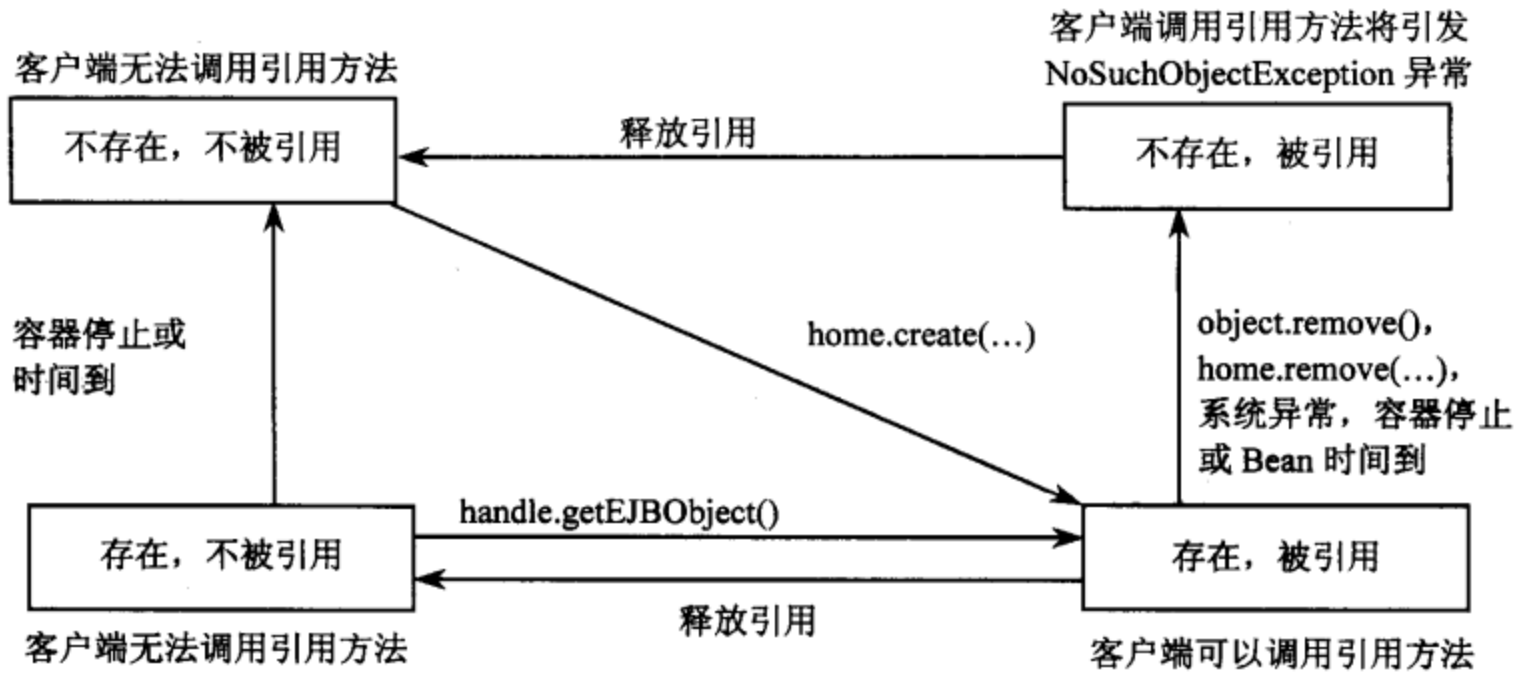 客户端调用引用方法将引发
NoSuchObjectException 异常
客户端无法调用引用方法
不存在，不被引用
释放引用
不存在，被引用
容器停止或
时间到
home.create(…)
object.remove()，
home.remove(…)，
系统异常，容器停止
或 Bean 时间到
handle.getEJBObject()
存在，不被引用
存在，被引用
释放引用
客户端无法调用引用方法
客户端可以调用引用方法